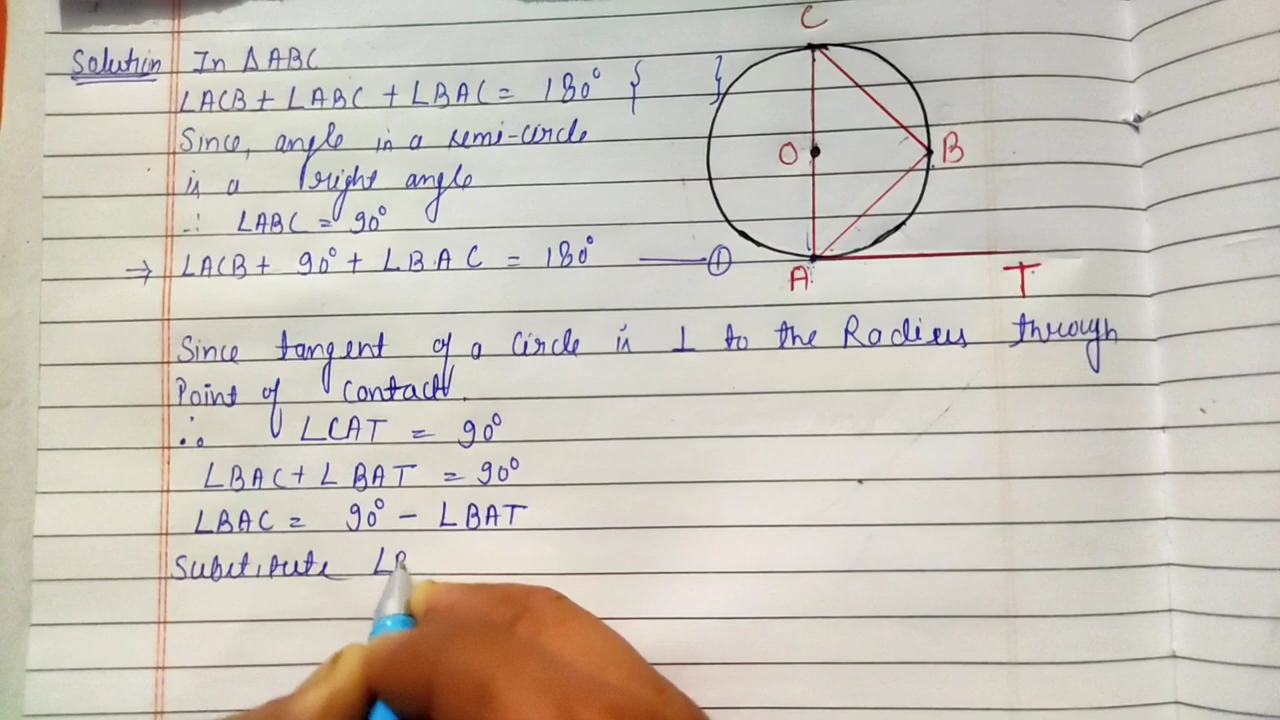 Solution In ΔABC
∠ACB + ∠ABC + ∠BAC = 180° { }
Since, angle in a semi-circle
is a right angle
∴ ∠ABC = 90°
⇒ ∠ACB + 90° + ∠BAC = 180° —— ①
Since tangent of a circle is ⊥ to the Radius through
Point of contact.
∴ ∠CAT = 90°
∠BAC + ∠BAT = 90°
∠BAC = 90° - ∠BAT
Substitute ∠B
C
O
B
A
T